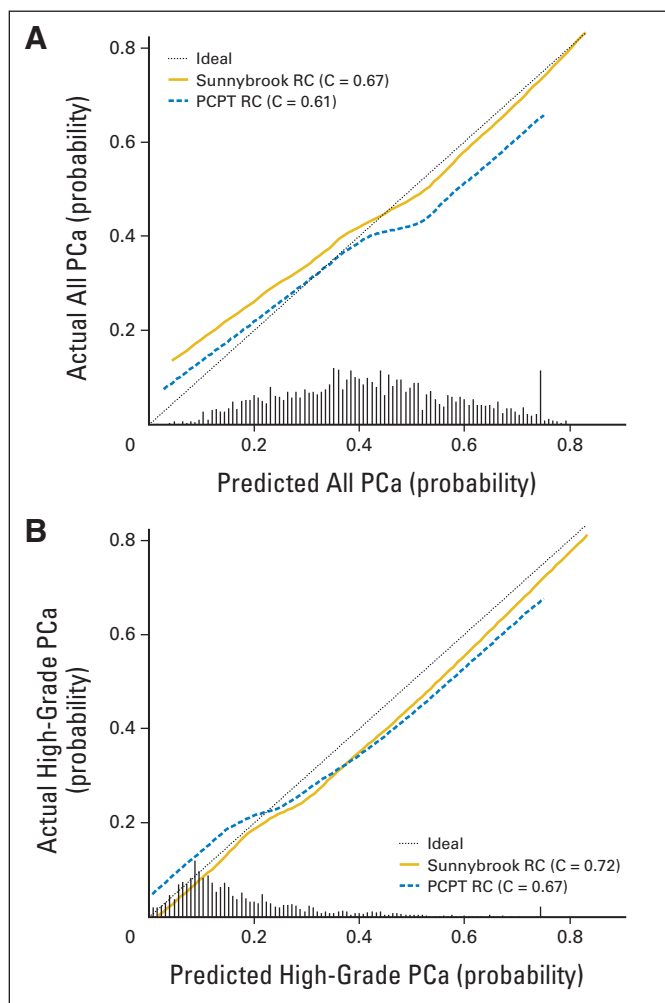 A
0.8
0.6
0.4
0.2
0
0.2
0.4
0.6
0.8
Ideal
Sunnybrook RC (C = 0.67)
PCPT RC (C = 0.61)
Actual All PCa (probability)
Predicted All PCa (probability)
B
0.8
0.6
0.4
0.2
0
0.2
0.4
0.6
0.8
Actual High-Grade PCa
(probability)
Ideal
Sunnybrook RC (C = 0.72)
PCPT RC (C = 0.67)
Predicted High-Grade PCa (probability)